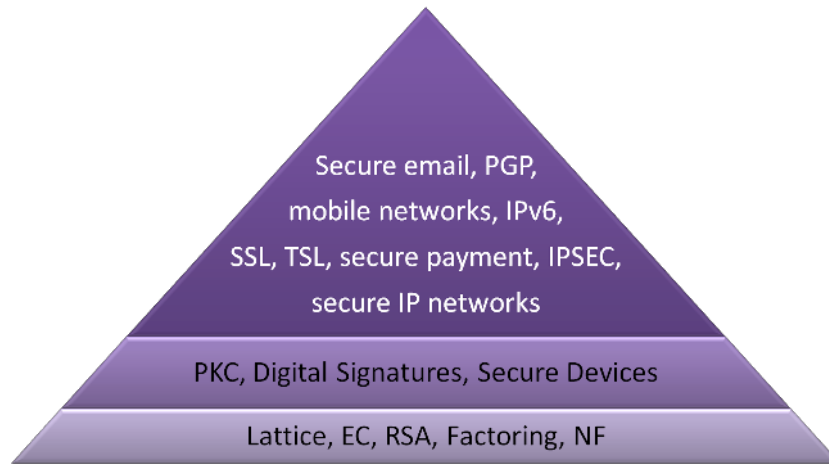 Secure email, PGP,
mobile networks, IPv6,
SSL, TSL, secure payment, IPSEC,
secure IP networks
PKC, Digital Signatures, Secure Devices
Lattice, EC, RSA, Factoring, NF